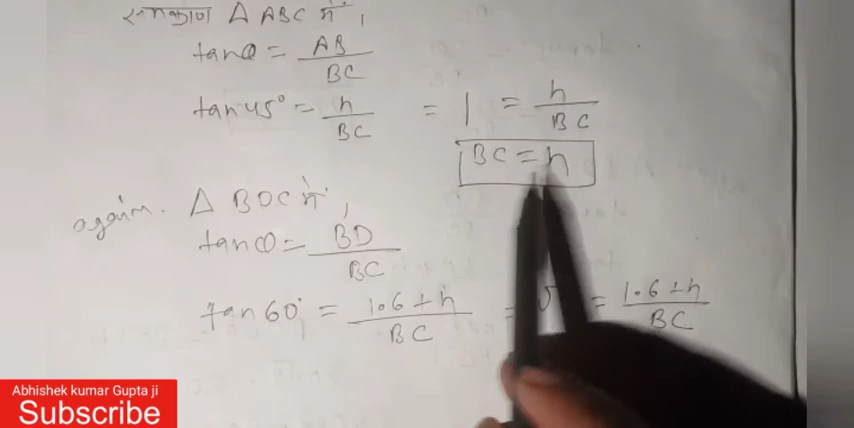 समकोण Δ ABC में,
tanθ = AB/BC
tan45° = h/BC = 1 = h/BC
BC = h
again. Δ BDC में,
tanθ = BD/BC
tan60° = 1.6+h/BC = = 1.6+h/BC
Abhishek kumar Gupta ji
Subscribe